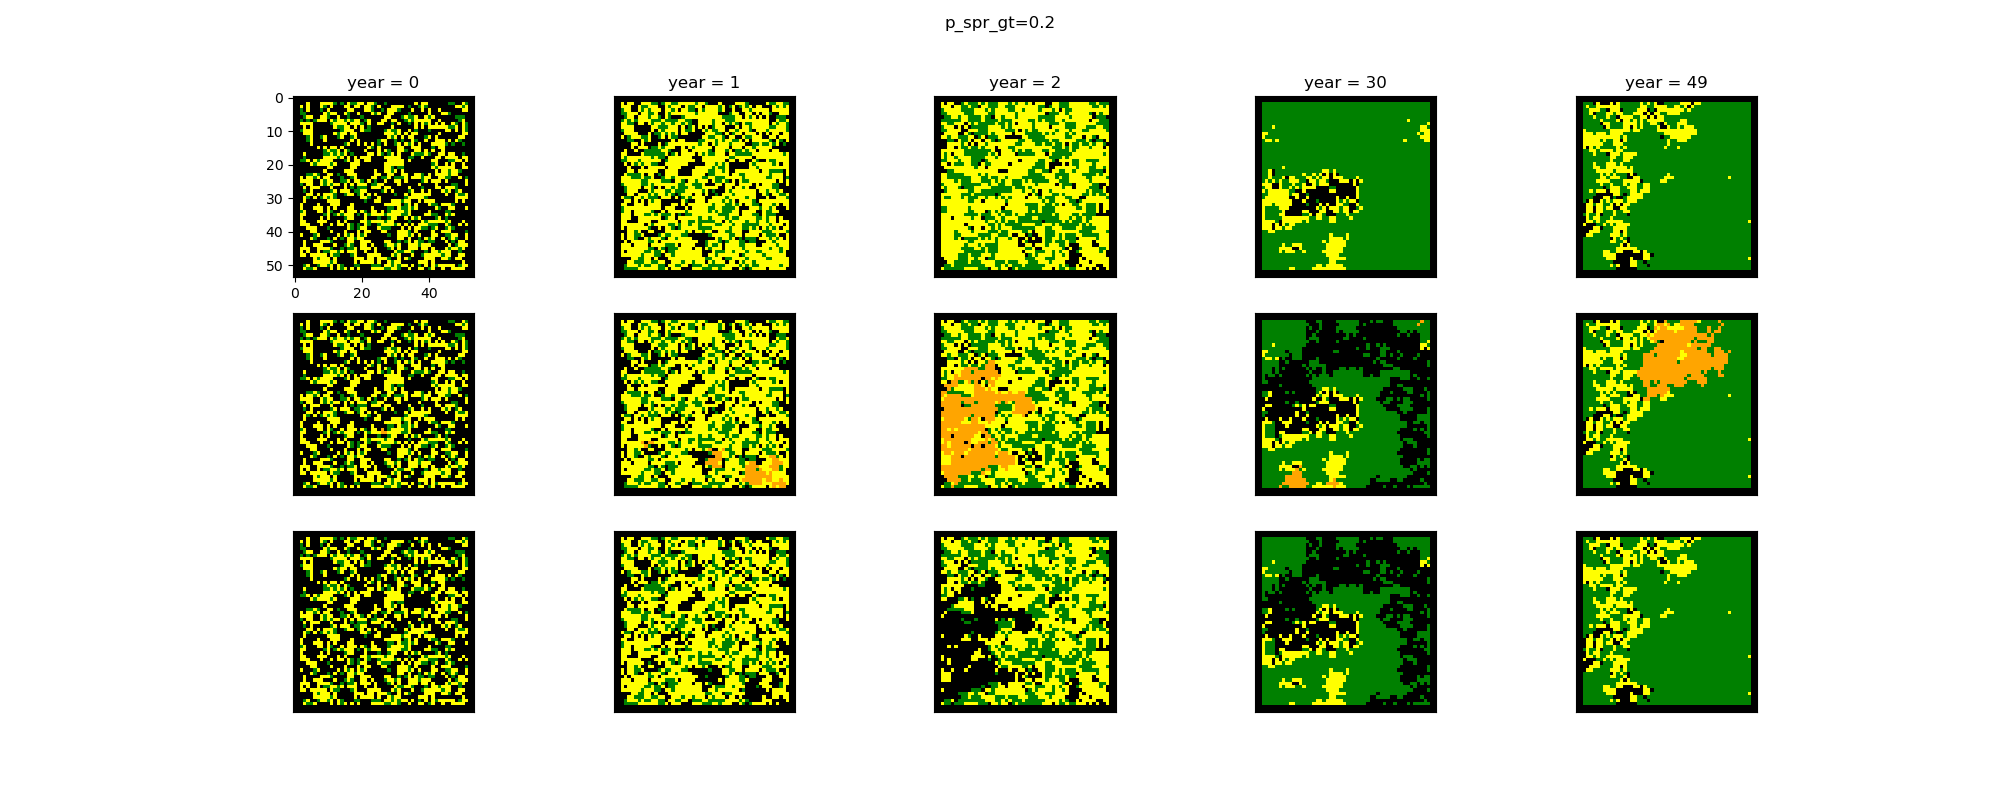 p_spr_gt=0.2
year = 0
year = 1
year = 2
year = 30
year = 49
0
10
20
30
40
50
0 20 40